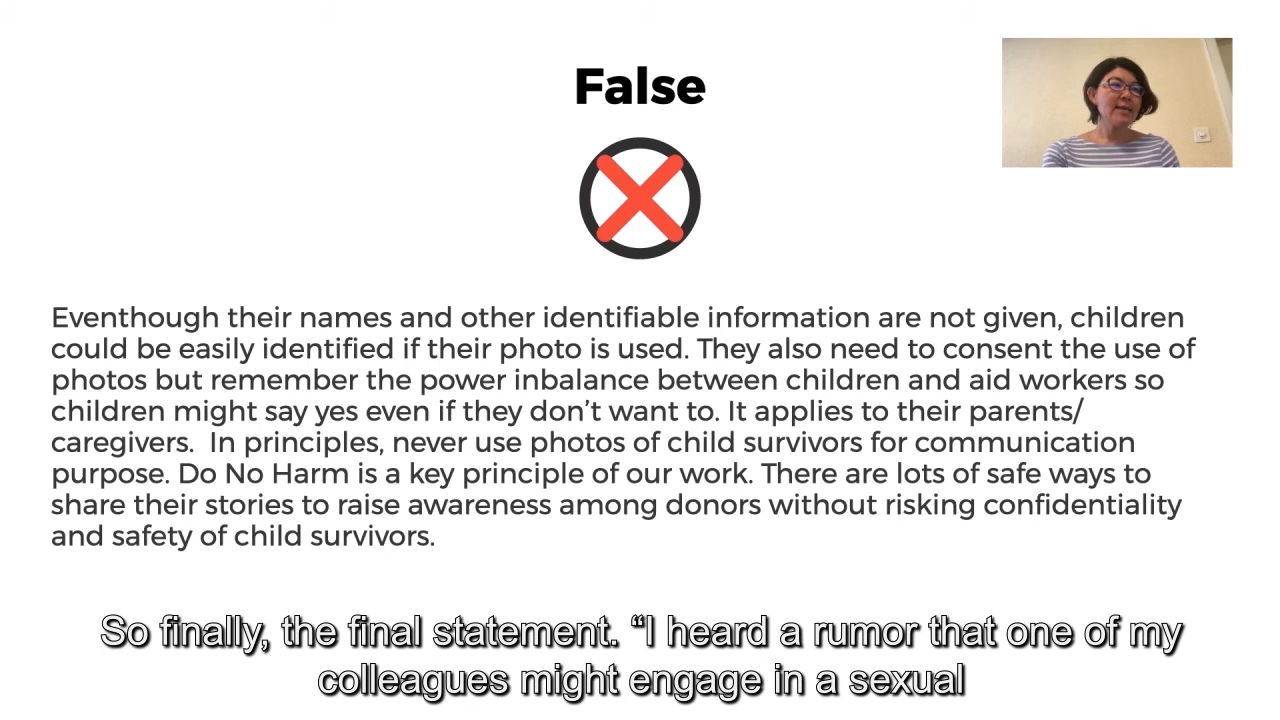 False
Eventhough their names and other identifiable information are not given, children
could be easily identified if their photo is used. They also need to consent the use of
photos but remember the power inbalance between children and aid workers so
children might say yes even if they don’t want to. It applies to their parents/
caregivers.  In principles, never use photos of child survivors for communication
purpose. Do No Harm is a key principle of our work. There are lots of safe ways to
share their stories to raise awareness among donors without risking confidentiality
and safety of child survivors.
So finally, the final statement. “I heard a rumor that one of my
colleagues might engage in a sexual